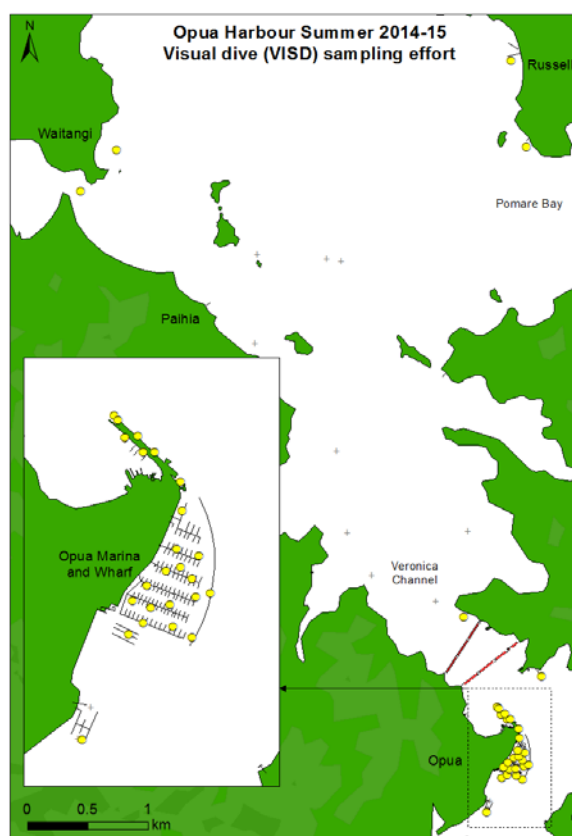 Opua Harbour Summer 2014-15
Visual dive (VISD) sampling effort
N
Russell
Waitangi
Pomare Bay
Paihia
Opua Marina
and Wharf
Veronica
Channel
Opua
0 0.5 1
km